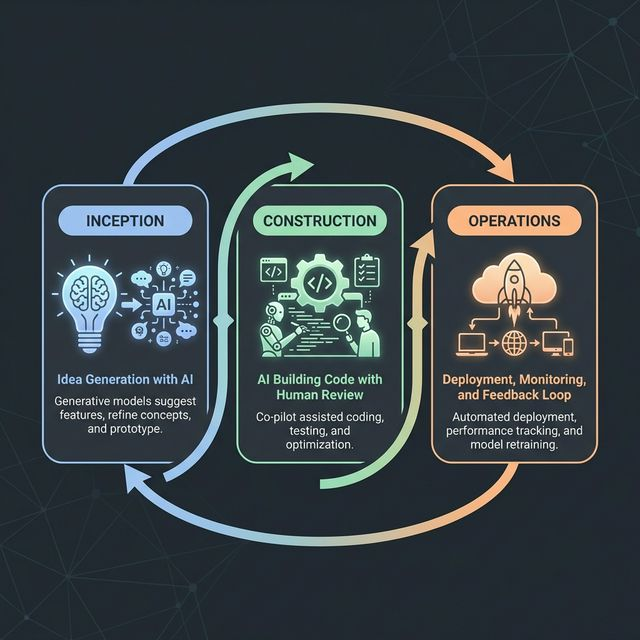 INCEPTION
AI
Idea Generation with AI
Generative models suggest
features, refine concepts,
and prototype.
CONSTRUCTION
</>
</>
AI Building Code with
Human Review
Co-pilot assisted coding,
testing, and
optimization.
OPERATIONS
Deployment, Monitoring,
and Feedback Loop
Automated deployment,
performance tracking, and
model retraining.